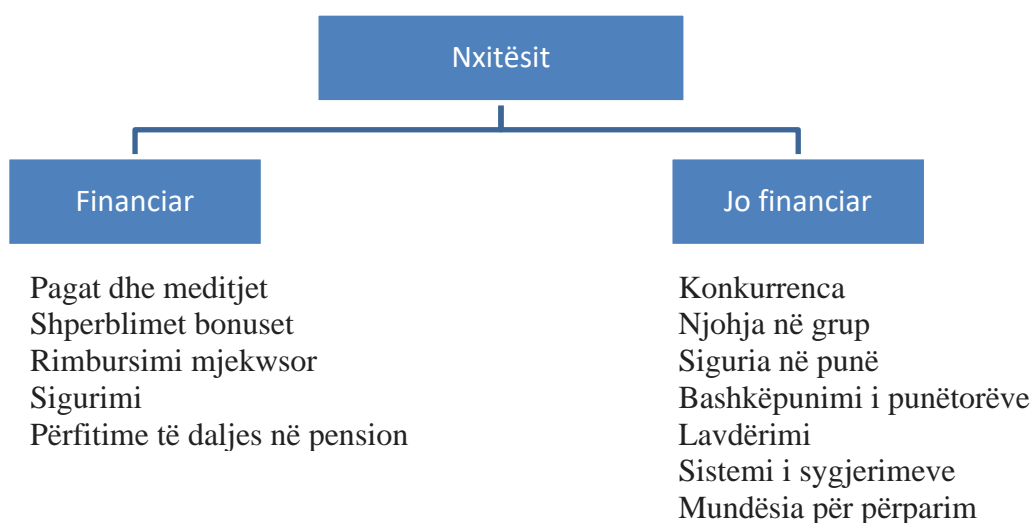 Nxitësit
Financiar
Jo financiar
Pagat dhe meditjet
Shperblimet bonuset
Rimbursimi mjekwsor
Sigurimi
Përfitime të daljes në pension
Konkurrenca
Njohja në grup
Siguria në punë
Bashkëpunimi i punëtorëve
Lavdërimi
Sistemi i sygjerimeve
Mundësia për përparim